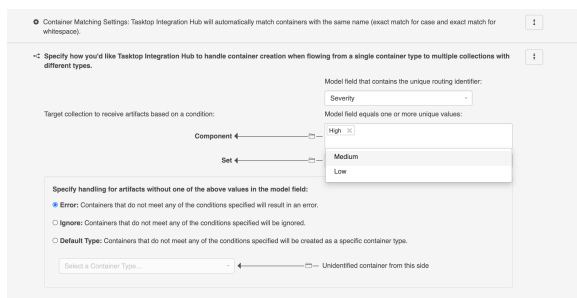 Container Matching Settings: Tasktop Integration Hub will automatically match containers with the same name (exact match for case and exact match for
whitespace).
Specify how you'd like Tasktop Integration Hub to handle container creation when flowing from a single container type to multiple collections with
different types.
Model field that contains the unique routing identifier:
Severity
Target collection to receive artifacts based on a condition:
Model field equals one or more unique values:
Component
High ×
Set
Medium
Low
Specify handling for artifacts without one of the above values in the model field:
Error: Containers that do not meet any of the conditions specified will result in an error.
Ignore: Containers that do not meet any of the conditions specified will be ignored.
Default Type: Containers that do not meet any of the conditions specified will be created as a specific container type.
Select a Container Type...
Unidentified container from this side